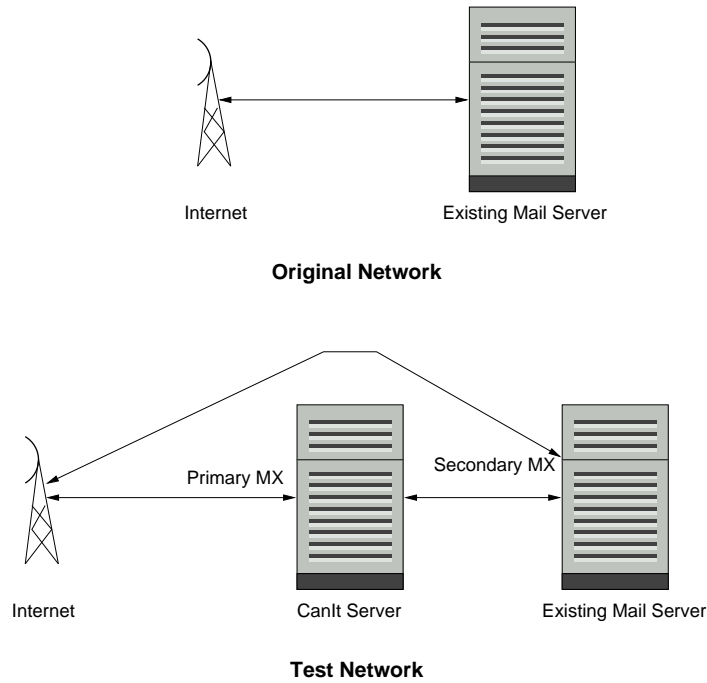 Internet
Existing Mail Server
Original Network
Primary MX
Secondary MX
Internet
CanIt Server
Existing Mail Server
Test Network